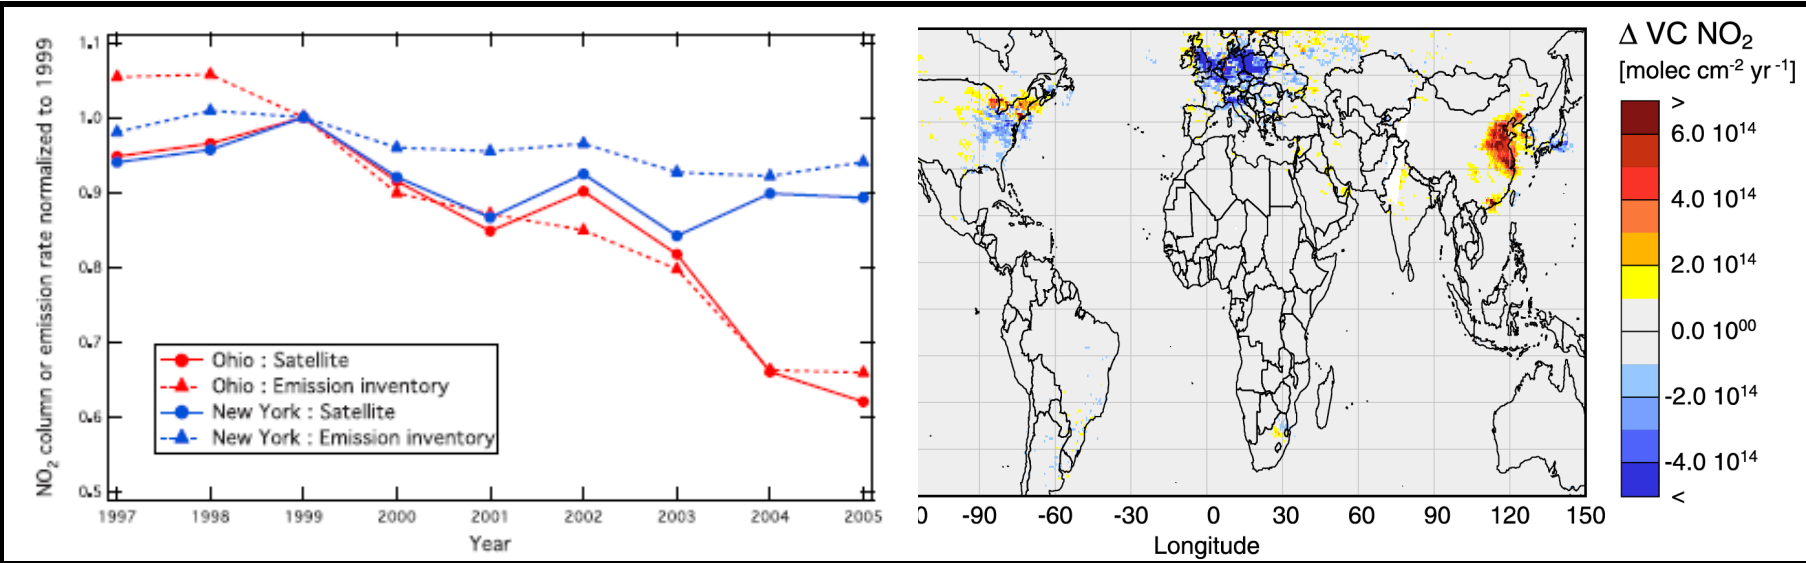 NO2 column or emission rate normalized to 1999
1.1
1.0
0.9
0.8
0.7
0.6
0.5
Ohio : Satellite
Ohio : Emission inventory
New York : Satellite
New York : Emission inventory
1997 1998 1999 2000 2001 2002 2003 2004 2005
Year
0 -90 -60 -30 0 30 60 90 120 150
Longitude
Δ VC NO2
[molec cm-2 yr -1]
>
6.0 10^14
4.0 10^14
2.0 10^14
0.0 10^00
-2.0 10^14
-4.0 10^14
<